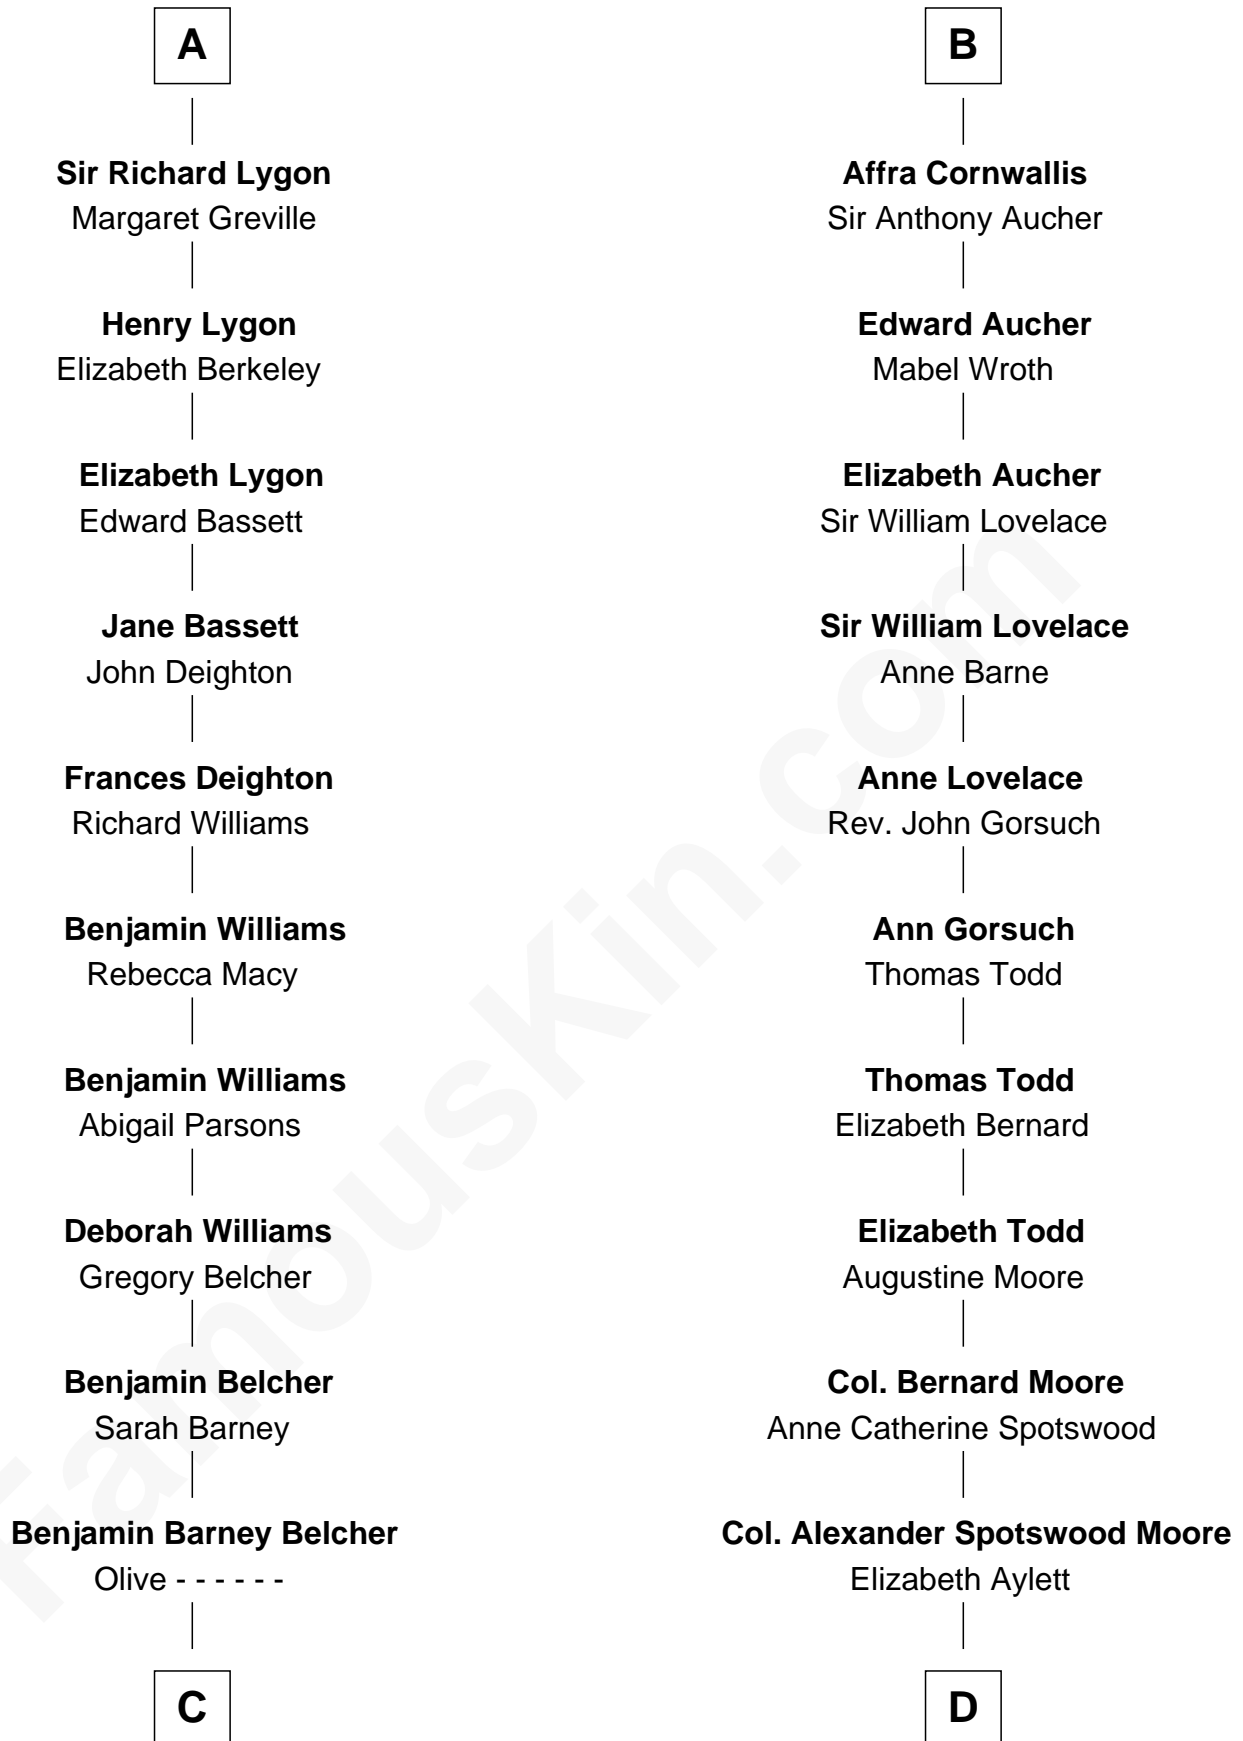 A
Sir Richard Lygon
Margaret Greville
Henry Lygon
Elizabeth Berkeley
Elizabeth Lygon
Edward Bassett
Jane Bassett
John Deighton
Frances Deighton
Richard Williams
Benjamin Williams
Rebecca Macy
Benjamin Williams
Abigail Parsons
Deborah Williams
Gregory Belcher
Benjamin Belcher
Sarah Barney
Benjamin Barney Belcher
Olive - - - - - -
C
B
Affra Cornwallis
Sir Anthony Aucher
Edward Aucher
Mabel Wroth
Elizabeth Aucher
Sir William Lovelace
Sir William Lovelace
Anne Barne
Anne Lovelace
Rev. John Gorsuch
Ann Gorsuch
Thomas Todd
Thomas Todd
Elizabeth Bernard
Elizabeth Todd
Augustine Moore
Col. Bernard Moore
Anne Catherine Spotswood
Col. Alexander Spotswood Moore
Elizabeth Aylett
D
FamousKin.com